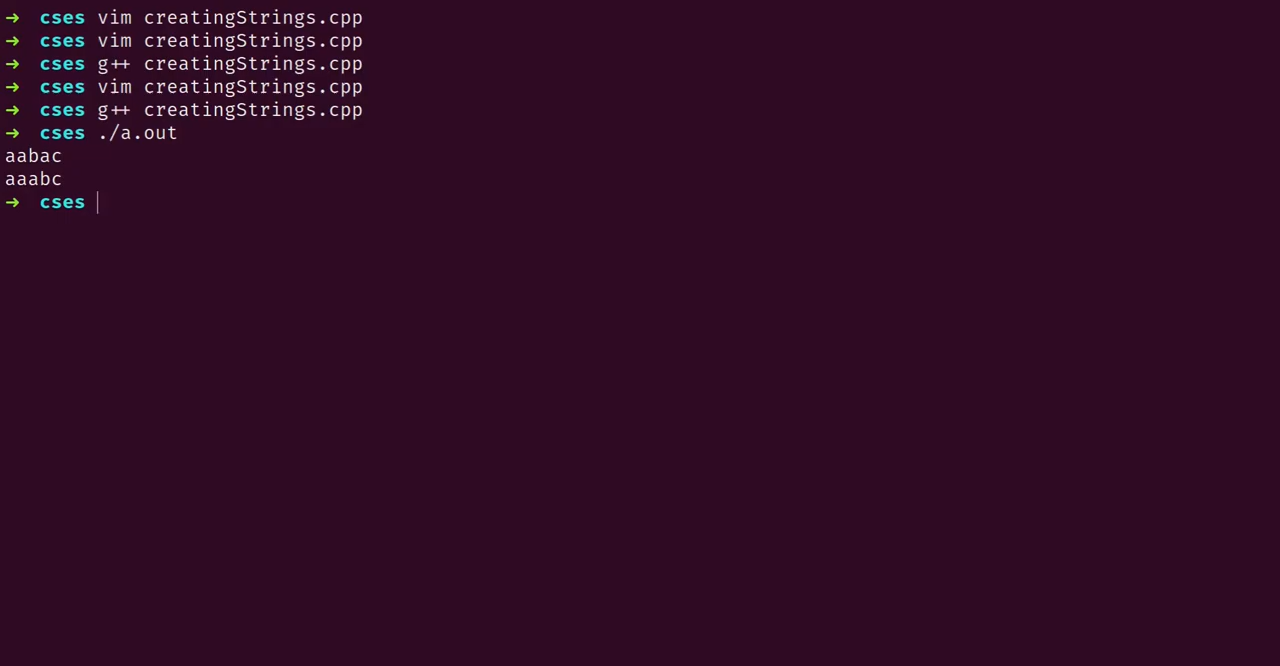 → cses vim creatingStrings.cpp
→ cses vim creatingStrings.cpp
→ cses g++ creatingStrings.cpp
→ cses vim creatingStrings.cpp
→ cses g++ creatingStrings.cpp
→ cses ./a.out
aabac
aaabc
→ cses